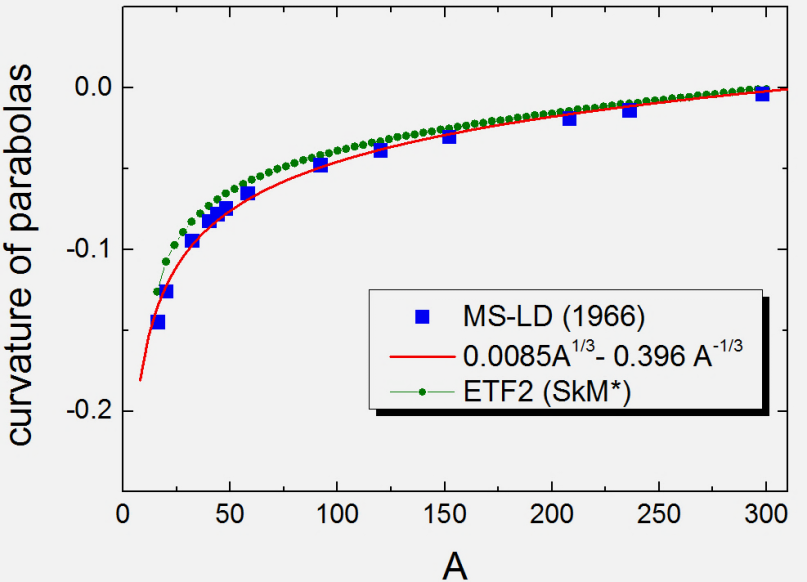 curvature of parabolas
0.0
-0.1
-0.2
MS-LD (1966)
0.0085A^1/3 - 0.396 A^-1/3
ETF2 (SkM*)
0 50 100 150 200 250 300
A